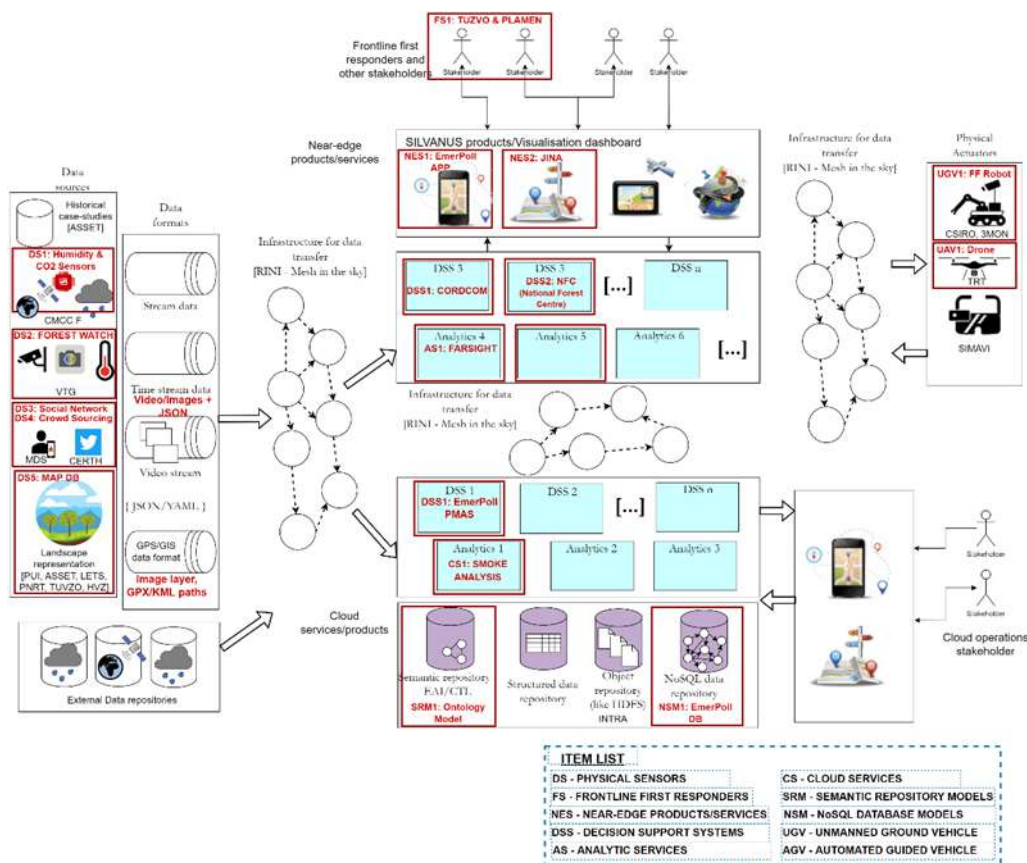 FS1: TUZVO & PLAMEN
Frontline first
responders and
other stakeholders
Stakeholder
Stakeholder
Stakeholder
Stakeholder
Near-edge
products/services
SILVANUS products/Visualisation dashboard
NES1: EmerPoll
APP
NES2: JINA
Infrastructure for data
transfer
[RINI - Mesh in the sky]
Physical
Actuators
UGV1: FF Robot
CSIRO, 3MON
UAV1: Drone
TRT
SIMAVI
Data
sources
Historical
case-studies
[ASSET]
DS1: Humidity &
CO2 Sensors
CMCC F
DS2: FOREST WATCH
VTG
DS3: Social Network
DS4: Crowd Sourcing
MDS
CERTH
DS5: MAP DB
Landscape
representation
[PUI, ASSET, LETS,
PNRT, TUVZO, HVZ]
Data
formats
Stream data
Time stream data
Video/Images +
JSON
Video stream
{ JSON/YAML }
GPS/GIS
data format
Image layer,
GPX/KML paths
External Data repositories
Infrastructure for data
transfer
[RINI - Mesh in the sky]
DSS 3
DSS1: CORDCOM
DSS 3
DSS2: NFC
(National Forest
Centre)
[...]
DSS n
Analytics 4
AS1: FARSIGHT
Analytics 5
Analytics 6
[...]
Infrastructure for data
transfer
[RINI - Mesh in the sky]
DSS 1
DSS1: EmerPoll
PMAS
DSS 2
[...]
DSS n
Analytics 1
CS1: SMOKE
ANALYSIS
Analytics 2
Analytics 3
Cloud
services/products
Semantic repository
EAI/CTL
SRM1: Ontology
Model
Structured data
repository
Object
repository
(like HDFS)
INTRA
NoSQL data
repository
NSM1: EmerPoll
DB
Stakeholder
Stakeholder
Cloud operations
stakeholder
ITEM LIST
DS - PHYSICAL SENSORS
FS - FRONTLINE FIRST RESPONDERS
NES - NEAR-EDGE PRODUCTS/SERVICES
DSS - DECISION SUPPORT SYSTEMS
AS - ANALYTIC SERVICES
CS - CLOUD SERVICES
SRM - SEMANTIC REPOSITORY MODELS
NSM - NoSQL DATABASE MODELS
UGV - UNMANNED GROUND VEHICLE
AGV - AUTOMATED GUIDED VEHICLE